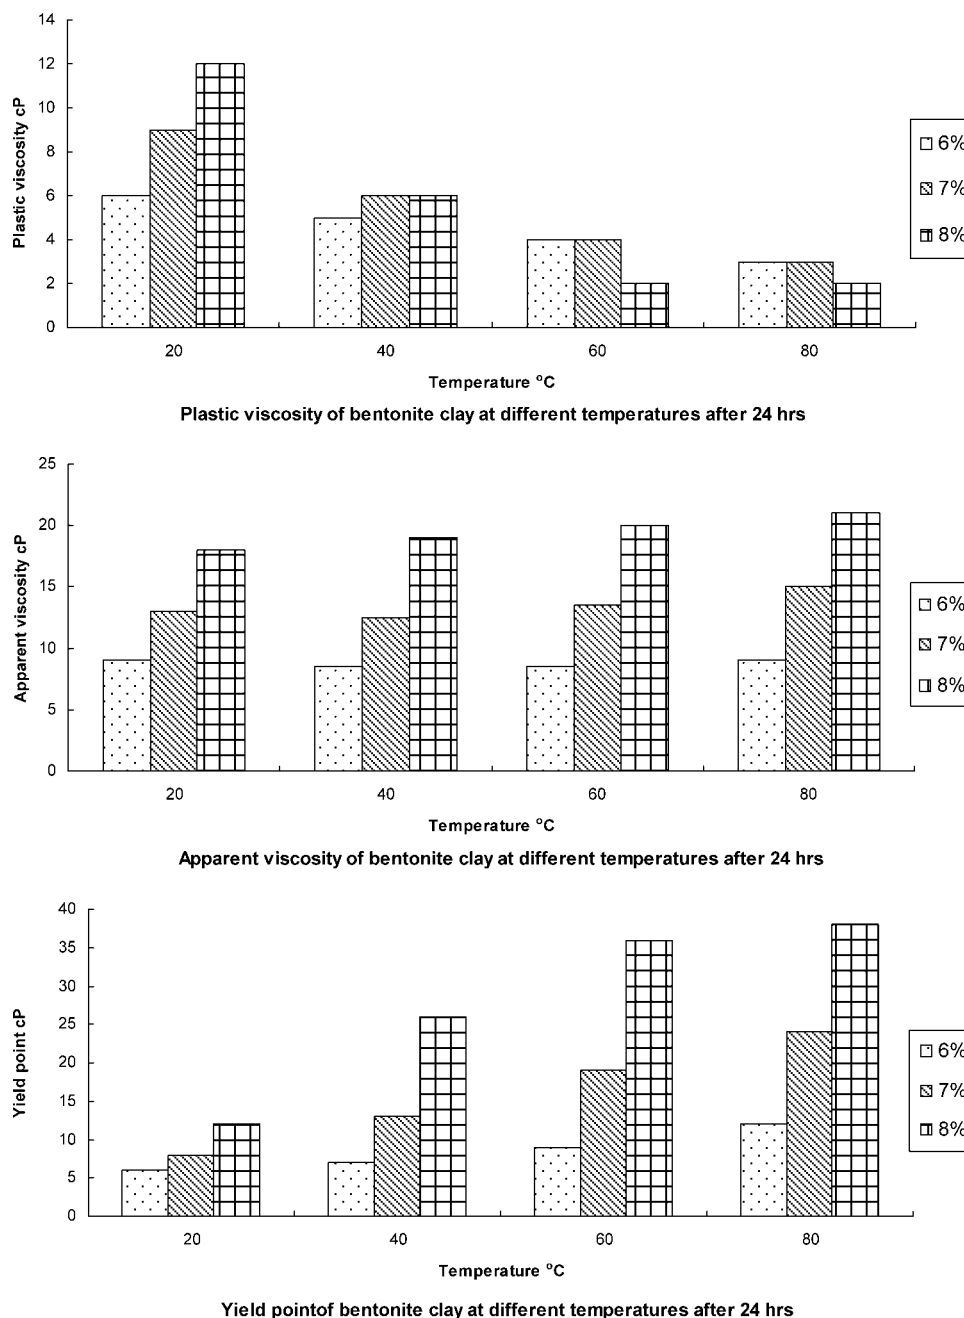 14
12
10
8
6
4
2
0
Plastic viscosity cP
20 40 60 80
Temperature °C
6%
7%
8%
Plastic viscosity of bentonite clay at different temperatures after 24 hrs
25
20
15
10
5
0
Apparent viscosity cP
20 40 60 80
Temperature °C
6%
7%
8%
Apparent viscosity of bentonite clay at different temperatures after 24 hrs
40
35
30
25
20
15
10
5
0
Yield point cP
20 40 60 80
Temperature °C
6%
7%
8%
Yield pointof bentonite clay at different temperatures after 24 hrs